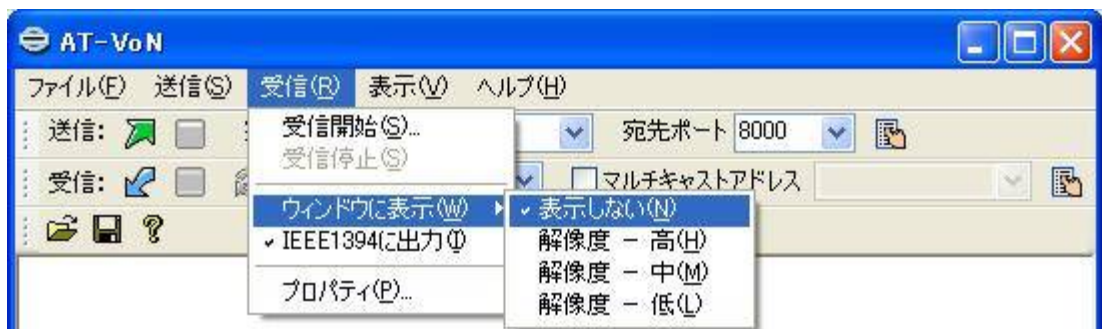 AT-VoN
ファイル(F) 送信(S) 受信(R) 表示(V) ヘルプ(H)
送信: 宛先ポート 8000
受信: マルチキャストアドレス
受信開始(S)...
受信停止(S)
ウィンドウに表示(W)
IEEE1394に出力(I)
プロパティ(P)...
表示しない(N)
解像度 - 高(H)
解像度 - 中(M)
解像度 - 低(L)